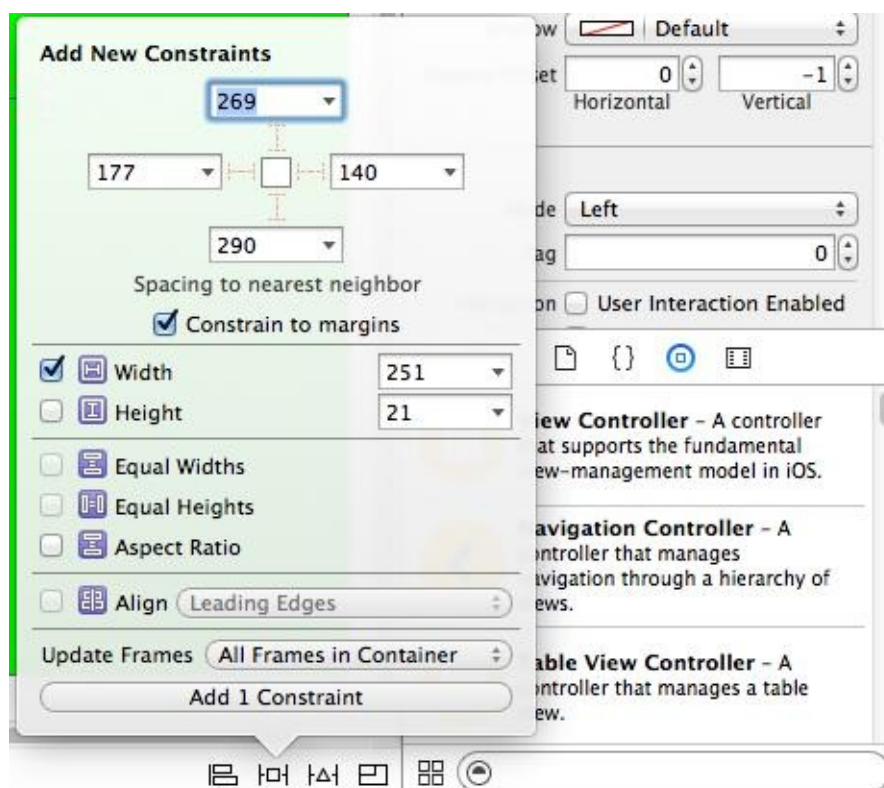 Add New Constraints
269
177
140
290
Spacing to nearest neighbor
Constrain to margins
Width 251
Height 21
Equal Widths
Equal Heights
Aspect Ratio
Align Leading Edges
Update Frames All Frames in Container
Add 1 Constraint
Default
0 -1
Horizontal Vertical
Left
0
User Interaction Enabled
{}
iew Controller – A controller
at supports the fundamental
ew-management model in iOS.
avigation Controller – A
ontroller that manages
avigation through a hierarchy of
ews.
able View Controller – A
ontroller that manages a table
ew.